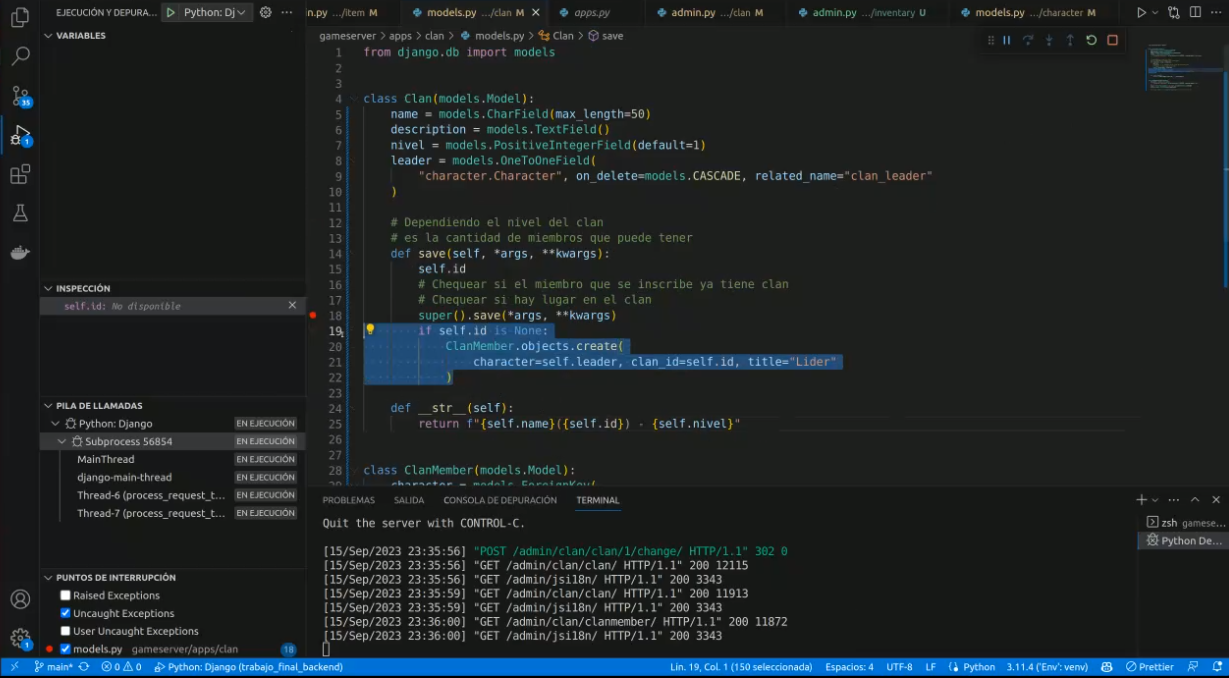 EJECUCIÓN Y DEPURA... Python: Dj
in.py .../item M models.py .../clan M apps.py admin.py .../clan M admin.py .../inventary U models.py .../character M
gameserver > apps > clan > models.py > Clan > save
VARIABLES
INSPECCIÓN
self.id: No disponible
PILA DE LLAMADAS
Python: Django EN EJECUCIÓN
Subprocess 56854 EN EJECUCIÓN
MainThread EN EJECUCIÓN
django-main-thread EN EJECUCIÓN
Thread-6 (process_request_t... EN EJECUCIÓN
Thread-7 (process_request_t... EN EJECUCIÓN
PUNTOS DE INTERRUPCIÓN
Raised Exceptions
Uncaught Exceptions
User Uncaught Exceptions
models.py gameserver/apps/clan 18
35
1
1
1 from django.db import models
2
3
4 class Clan(models.Model):
5 name = models.CharField(max_length=50)
6 description = models.TextField()
7 nivel = models.PositiveIntegerField(default=1)
8 leader = models.OneToOneField(
9 "character.Character", on_delete=models.CASCADE, related_name="clan_leader"
10 )
11
12 # Dependiendo el nivel del clan
13 # es la cantidad de miembros que puede tener
14 def save(self, *args, **kwargs):
15 self.id
16 # Chequear si el miembro que se inscribe ya tiene clan
17 # Chequear si hay lugar en el clan
18 super().save(*args, **kwargs)
19 if self.id is None:
20 ClanMember.objects.create(
21 character=self.leader, clan_id=self.id, title="Lider"
22 )
23
24 def __str__(self):
25 return f"{self.name}({self.id}) - {self.nivel}"
26
27
28 class ClanMember(models.Model):
character = models.ForeignKey(
PROBLEMAS SALIDA CONSOLA DE DEPURACIÓN TERMINAL
Quit the server with CONTROL-C.
[15/Sep/2023 23:35:56] "POST /admin/clan/clan/1/change/ HTTP/1.1" 302 0
[15/Sep/2023 23:35:56] "GET /admin/clan/clan/ HTTP/1.1" 200 12115
[15/Sep/2023 23:35:56] "GET /admin/jsi18n/ HTTP/1.1" 200 3343
[15/Sep/2023 23:35:59] "GET /admin/clan/clan/ HTTP/1.1" 200 11913
[15/Sep/2023 23:35:59] "GET /admin/jsi18n/ HTTP/1.1" 200 3343
[15/Sep/2023 23:36:00] "GET /admin/clan/clanmember/ HTTP/1.1" 200 11872
[15/Sep/2023 23:36:00] "GET /admin/jsi18n/ HTTP/1.1" 200 3343
zsh gamese...
Python De...
main* 0 0 Python: Django (trabajo_final_backend) Lín. 19, Col. 1 (150 seleccionada) Espacios: 4 UTF-8 LF Python 3.11.4 ('Env': venv) Prettier